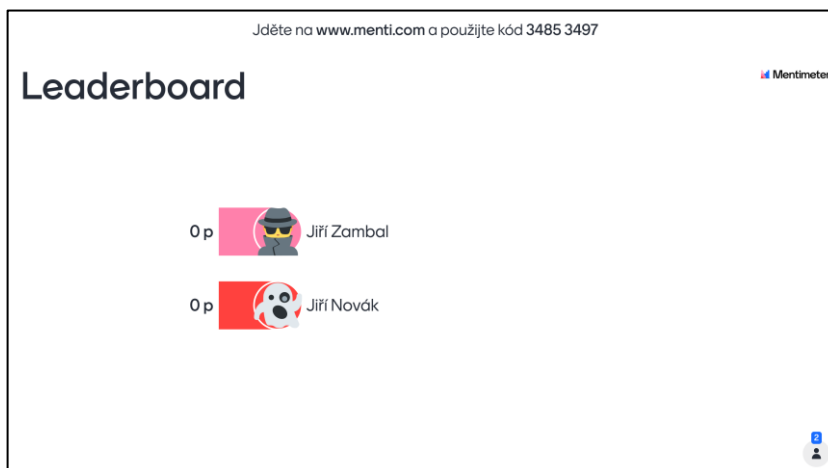 Jděte na www.menti.com a použijte kód 3485 3497
Leaderboard
Mentimeter
0 p Jiří Zambal
0 p Jiří Novák
2